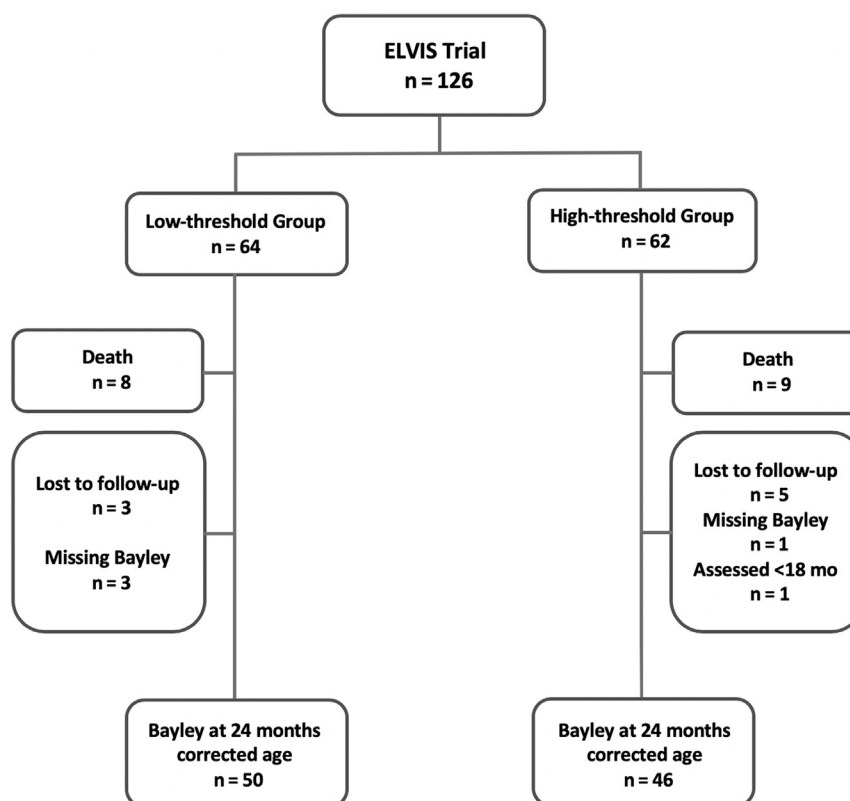 ELVIS Trial
n = 126
Low-threshold Group
n = 64
High-threshold Group
n = 62
Death
n = 8
Death
n = 9
Lost to follow-up
n = 3
Missing Bayley
n = 3
Lost to follow-up
n = 5
Missing Bayley
n = 1
Assessed <18 mo
n = 1
Bayley at 24 months
corrected age
n = 50
Bayley at 24 months
corrected age
n = 46